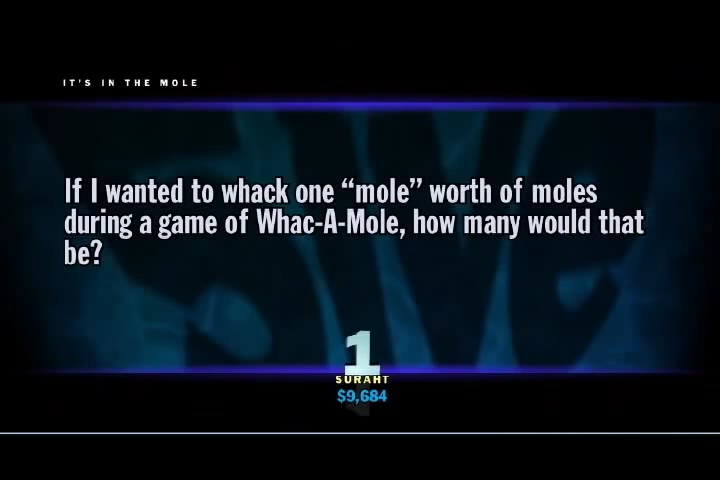 IT'S IN THE MOLE
If I wanted to whack one “mole” worth of moles
during a game of Whac-A-Mole, how many would that
be?
1
SURAHT
$9,684